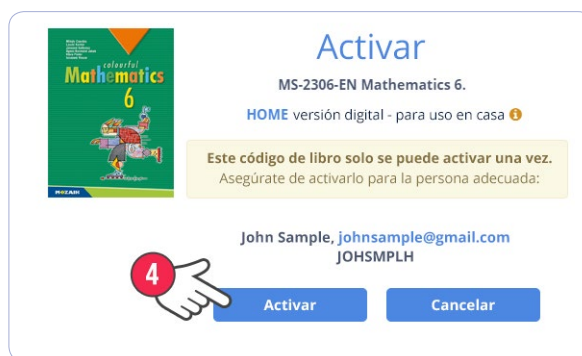 colourful
Mathematics
6
MOZAIK
Activar
MS-2306-EN Mathematics 6.
HOME versión digital - para uso en casa i
Este código de libro solo se puede activar una vez.
Asegúrate de activarlo para la persona adecuada:
John Sample, johnsample@gmail.com
JOHSMPLH
4
Activar
Cancelar